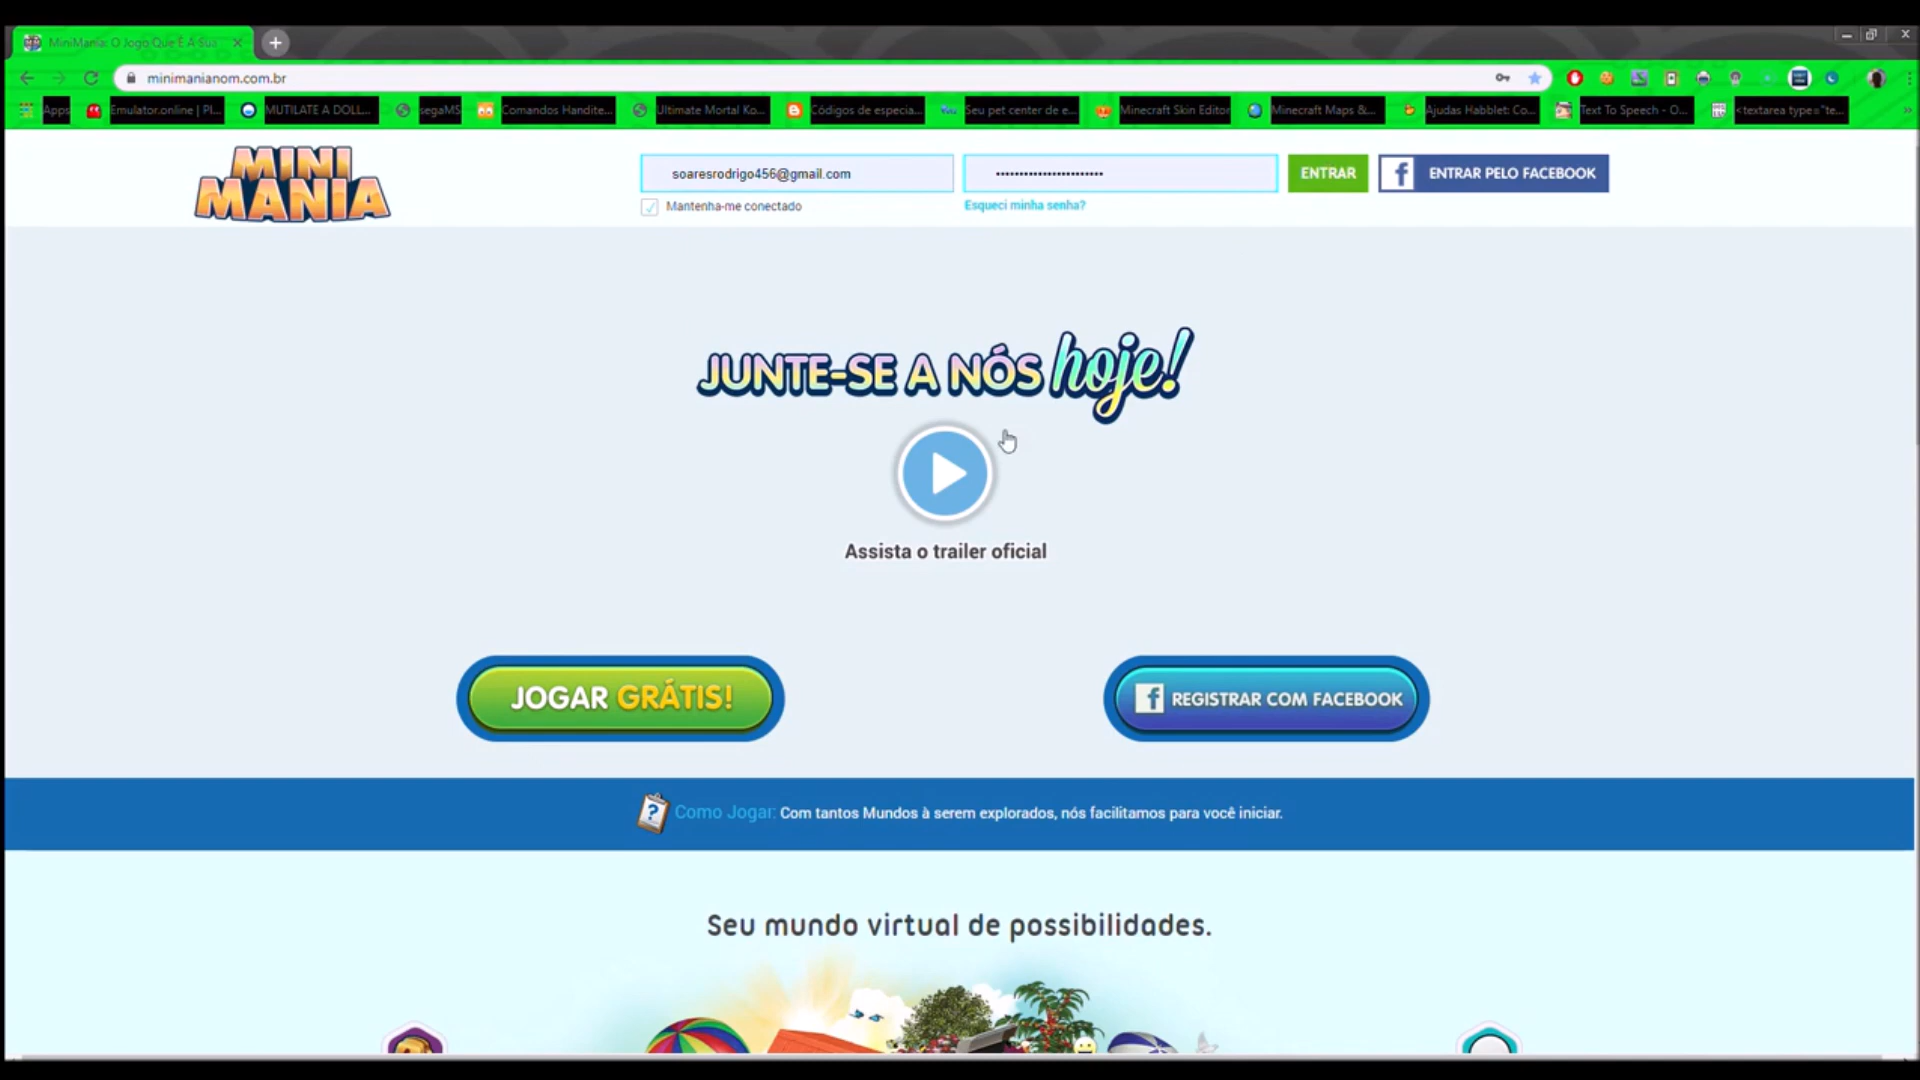 MiniMania: O Jogo Que É A Sua
minimanianom.com.br
Apps
Emulator.online | Pl...
MUTILATE A DOLL...
segaMS
Comandos Handite...
Ultimate Mortal Ko...
Códigos de especia...
Seu pet center de e...
Minecraft Skin Editor
Minecraft Maps &...
Ajudas Habblet: Co...
Text To Speech - O...
<textarea type="te...
MINI
MANIA
soaresrodrigo456@gmail.com
ENTRAR
f ENTRAR PELO FACEBOOK
Mantenha-me conectado
Esqueci minha senha?
JUNTE-SE A NÓS hoje!
Assista o trailer oficial
JOGAR GRÁTIS!
f REGISTRAR COM FACEBOOK
? Como Jogar: Com tantos Mundos à serem explorados, nós facilitamos para você iniciar.
Seu mundo virtual de possibilidades.